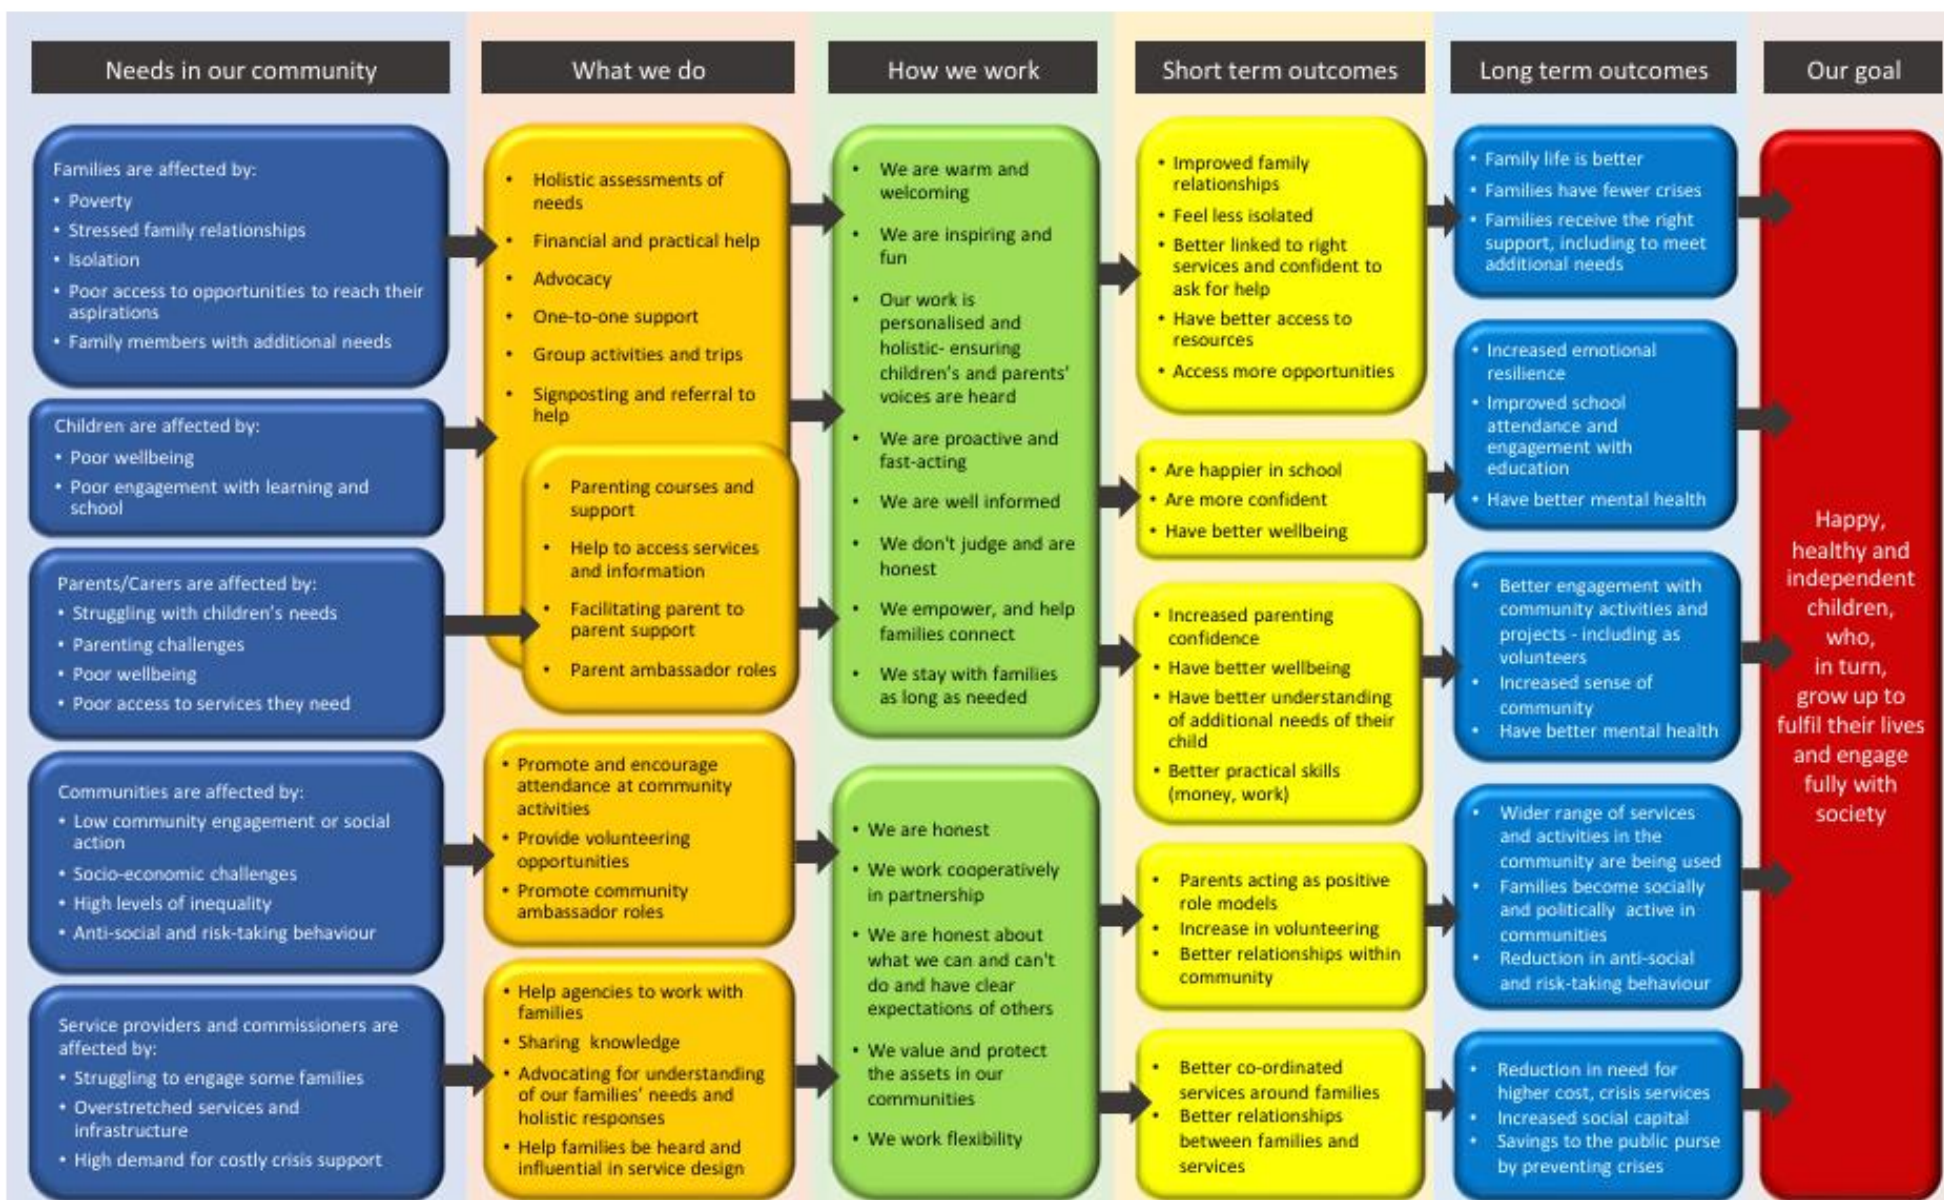 Needs in our community
What we do
How we work
Short term outcomes
Long term outcomes
Our goal
Families are affected by:
• Poverty
• Stressed family relationships
• Isolation
• Poor access to opportunities to reach their
aspirations
• Family members with additional needs
Children are affected by:
• Poor wellbeing
• Poor engagement with learning and
school
Parents/Carers are affected by:
• Struggling with children's needs
• Parenting challenges
• Poor wellbeing
• Poor access to services they need
Communities are affected by:
• Low community engagement or social
action
• Socio-economic challenges
• High levels of inequality
• Anti-social and risk-taking behaviour
Service providers and commissioners are
affected by:
• Struggling to engage some families
• Overstretched services and
infrastructure
• High demand for costly crisis support
• Holistic assessments of
needs
• Financial and practical help
• Advocacy
• One-to-one support
• Group activities and trips
• Signposting and referral to
help
• Parenting courses and
support
• Help to access services
and information
• Facilitating parent to
parent support
• Parent ambassador roles
• Promote and encourage
attendance at community
activities
• Provide volunteering
opportunities
• Promote community
ambassador roles
• Help agencies to work with
families
• Sharing knowledge
• Advocating for understanding
of our families' needs and
holistic responses
• Help families be heard and
influential in service design
• We are warm and
welcoming
• We are inspiring and
fun
• Our work is
personalised and
holistic- ensuring
children's and parents'
voices are heard
• We are proactive and
fast-acting
• We are well informed
• We don't judge and are
honest
• We empower, and help
families connect
• We stay with families
as long as needed
• We are honest
• We work cooperatively
in partnership
• We are honest about
what we can and can't
do and have clear
expectations of others
• We value and protect
the assets in our
communities
• We work flexibility
• Improved family
relationships
• Feel less isolated
• Better linked to right
services and confident to
ask for help
• Have better access to
resources
• Access more opportunities
• Are happier in school
• Are more confident
• Have better wellbeing
• Increased parenting
confidence
• Have better wellbeing
• Have better understanding
of additional needs of their
child
• Better practical skills
(money, work)
• Parents acting as positive
role models
• Increase in volunteering
• Better relationships within
community
• Better co-ordinated
services around families
• Better relationships
between families and
services
• Family life is better
• Families have fewer crises
• Families receive the right
support, including to meet
additional needs
• Increased emotional
resilience
• Improved school
attendance and
engagement with
education
• Have better mental health
• Better engagement with
community activities and
projects - including as
volunteers
• Increased sense of
community
• Have better mental health
• Wider range of services
and activities in the
community are being used
• Families become socially
and politically active in
communities
• Reduction in anti-social
and risk-taking behaviour
• Reduction in need for
higher cost, crisis services
• Increased social capital
• Savings to the public purse
by preventing crises
Happy,
healthy and
independent
children,
who,
in turn,
grow up to
fulfil their lives
and engage
fully with
society